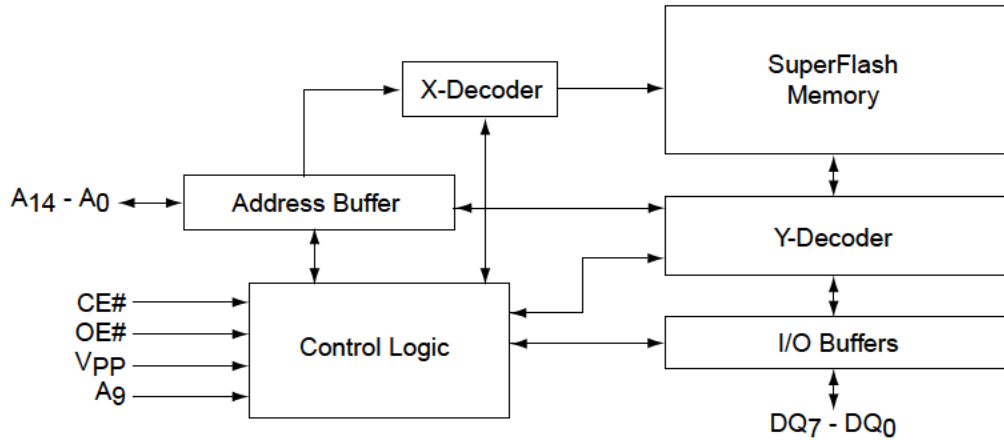 SuperFlash
Memory
X-Decoder
A14 - A0
Address Buffer
Y-Decoder
CE#
OE#
VPP
A9
Control Logic
I/O Buffers
DQ7 - DQ0